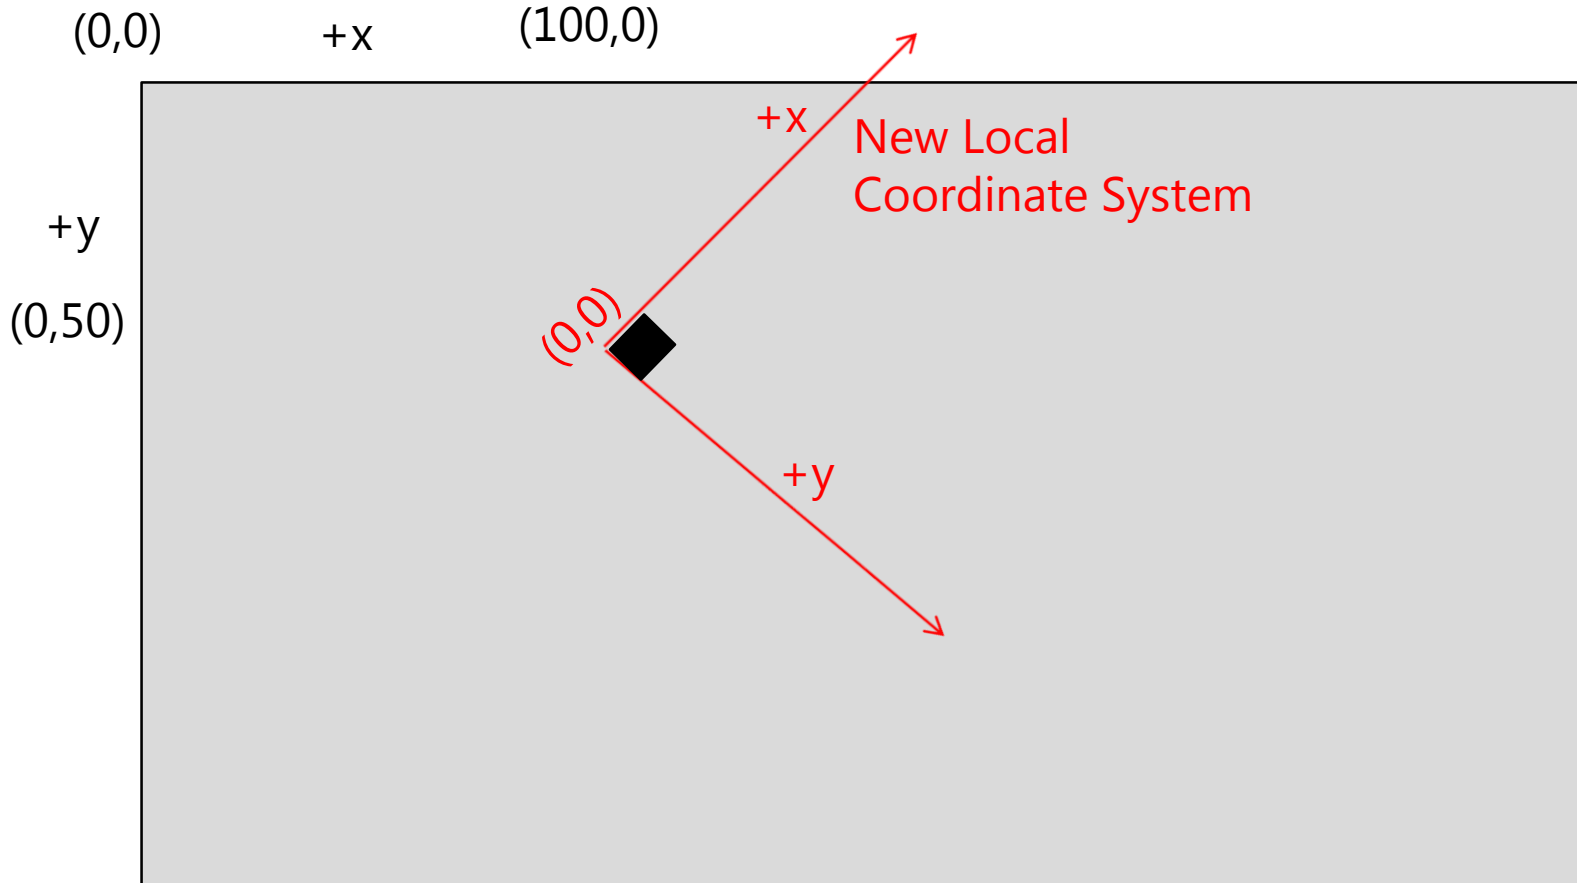 (0,0)
+x
(100,0)
+x
New Local
Coordinate System
+y
(0,50)
(0,0)
+y